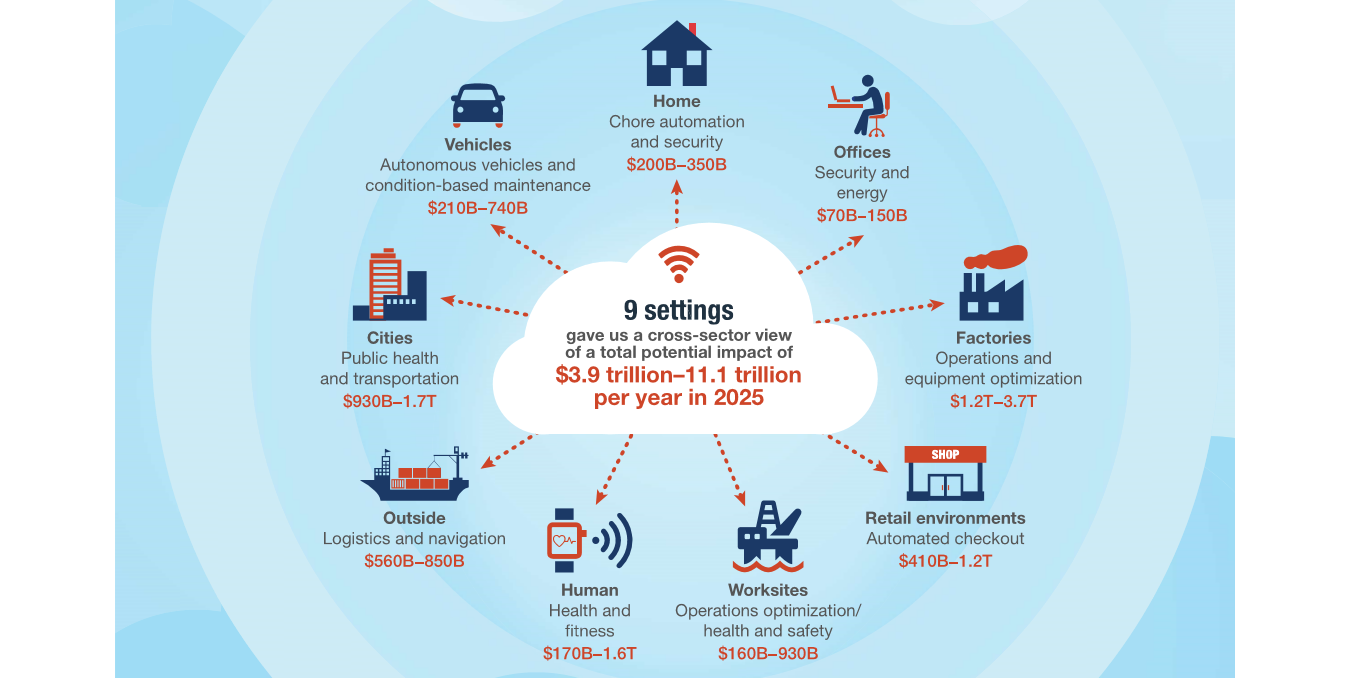 Home
Chore automation
and security
$200B–350B
Vehicles
Autonomous vehicles and
condition-based maintenance
$210B–740B
Offices
Security and
energy
$70B–150B
9 settings
gave us a cross-sector view
of a total potential impact of
$3.9 trillion–11.1 trillion
per year in 2025
Cities
Public health
and transportation
$930B–1.7T
Factories
Operations and
equipment optimization
$1.2T–3.7T
Outside
Logistics and navigation
$560B–850B
SHOP
Retail environments
Automated checkout
$410B–1.2T
Human
Health and
fitness
$170B–1.6T
Worksites
Operations optimization/
health and safety
$160B–930B